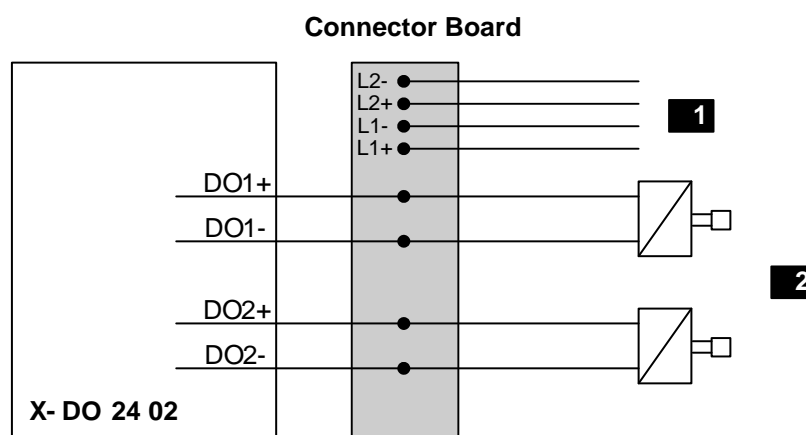 Connector Board
L2-
L2+
L1-
L1+
1
DO1+
DO1-
2
DO2+
DO2-
X- DO 24 02